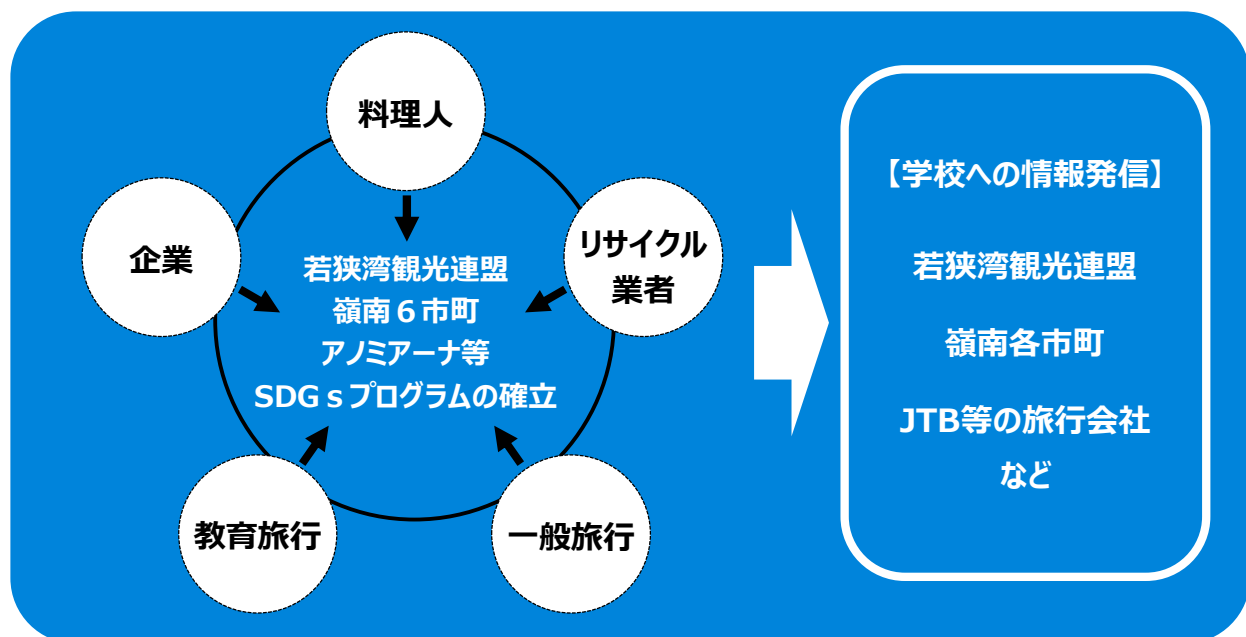 料理人
企業
リサイクル
業者
若狭湾観光連盟
嶺南６市町
アノミアーナ等
SDGｓプログラムの確立
教育旅行
一般旅行
【学校への情報発信】
若狭湾観光連盟
嶺南各市町
JTB等の旅行会社
など